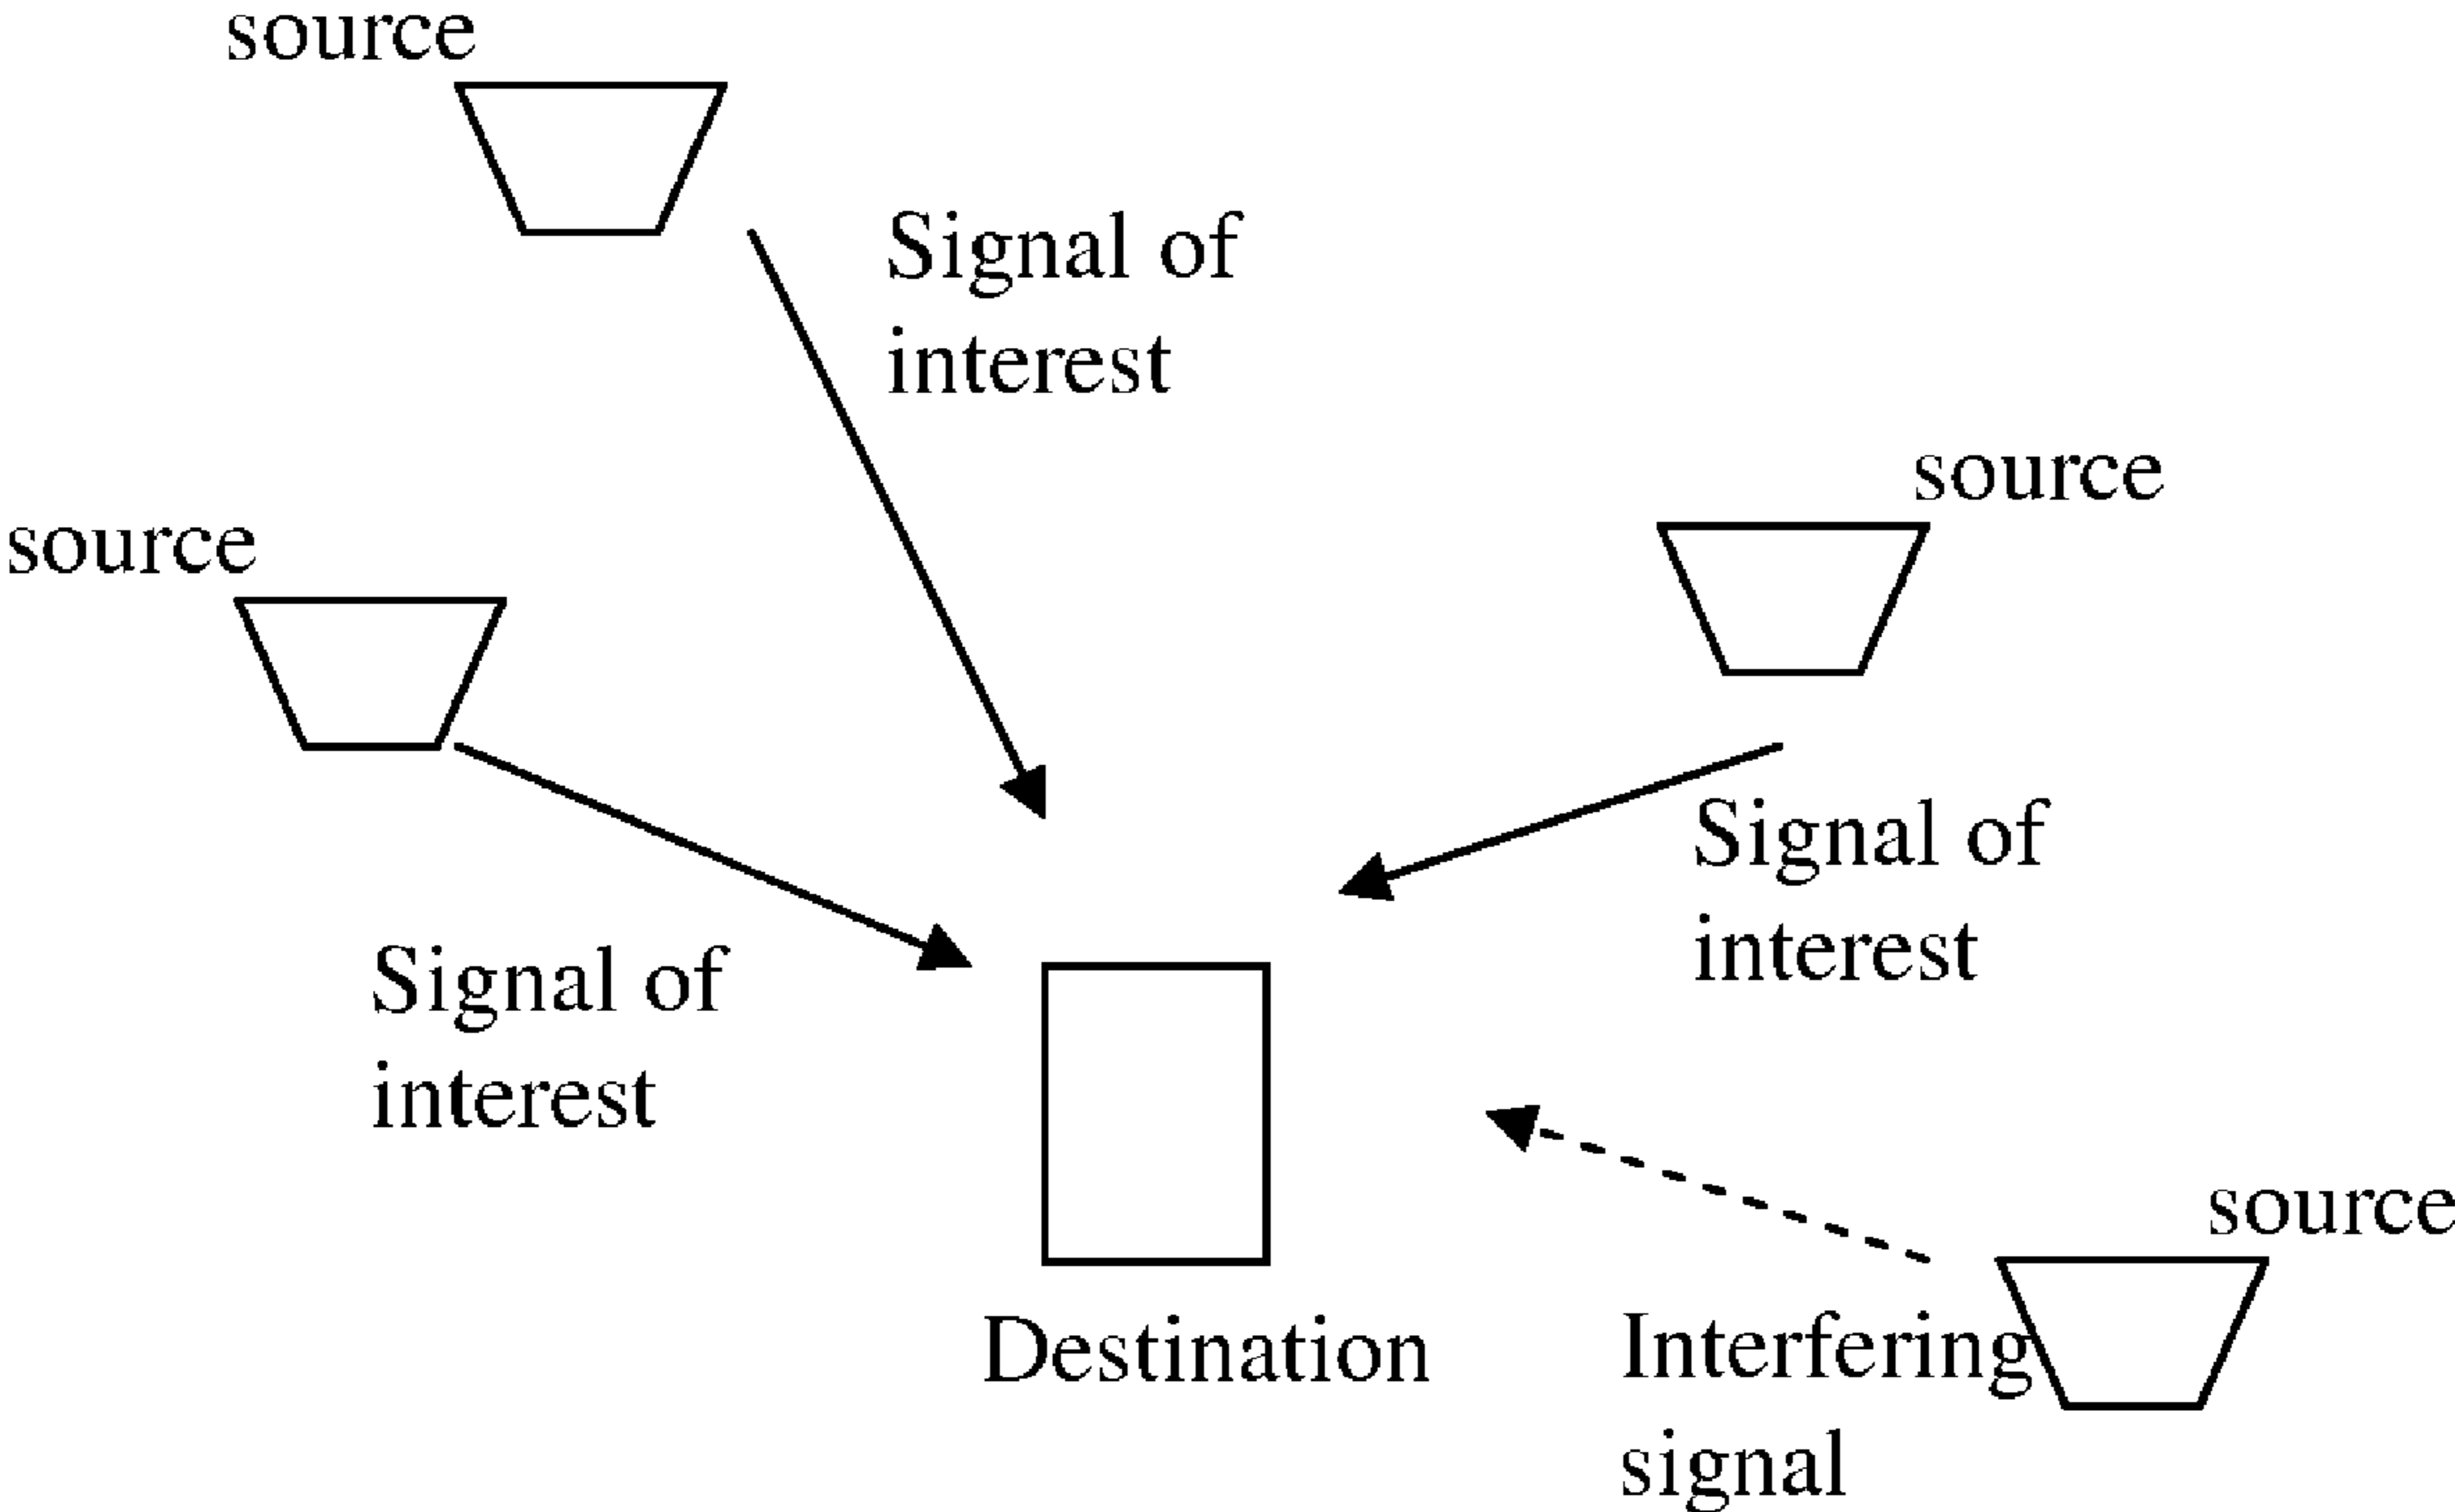 source
Signal of
interest
source
source
Signal of
interest
Signal of
interest
source
Destination
Interfering
signal